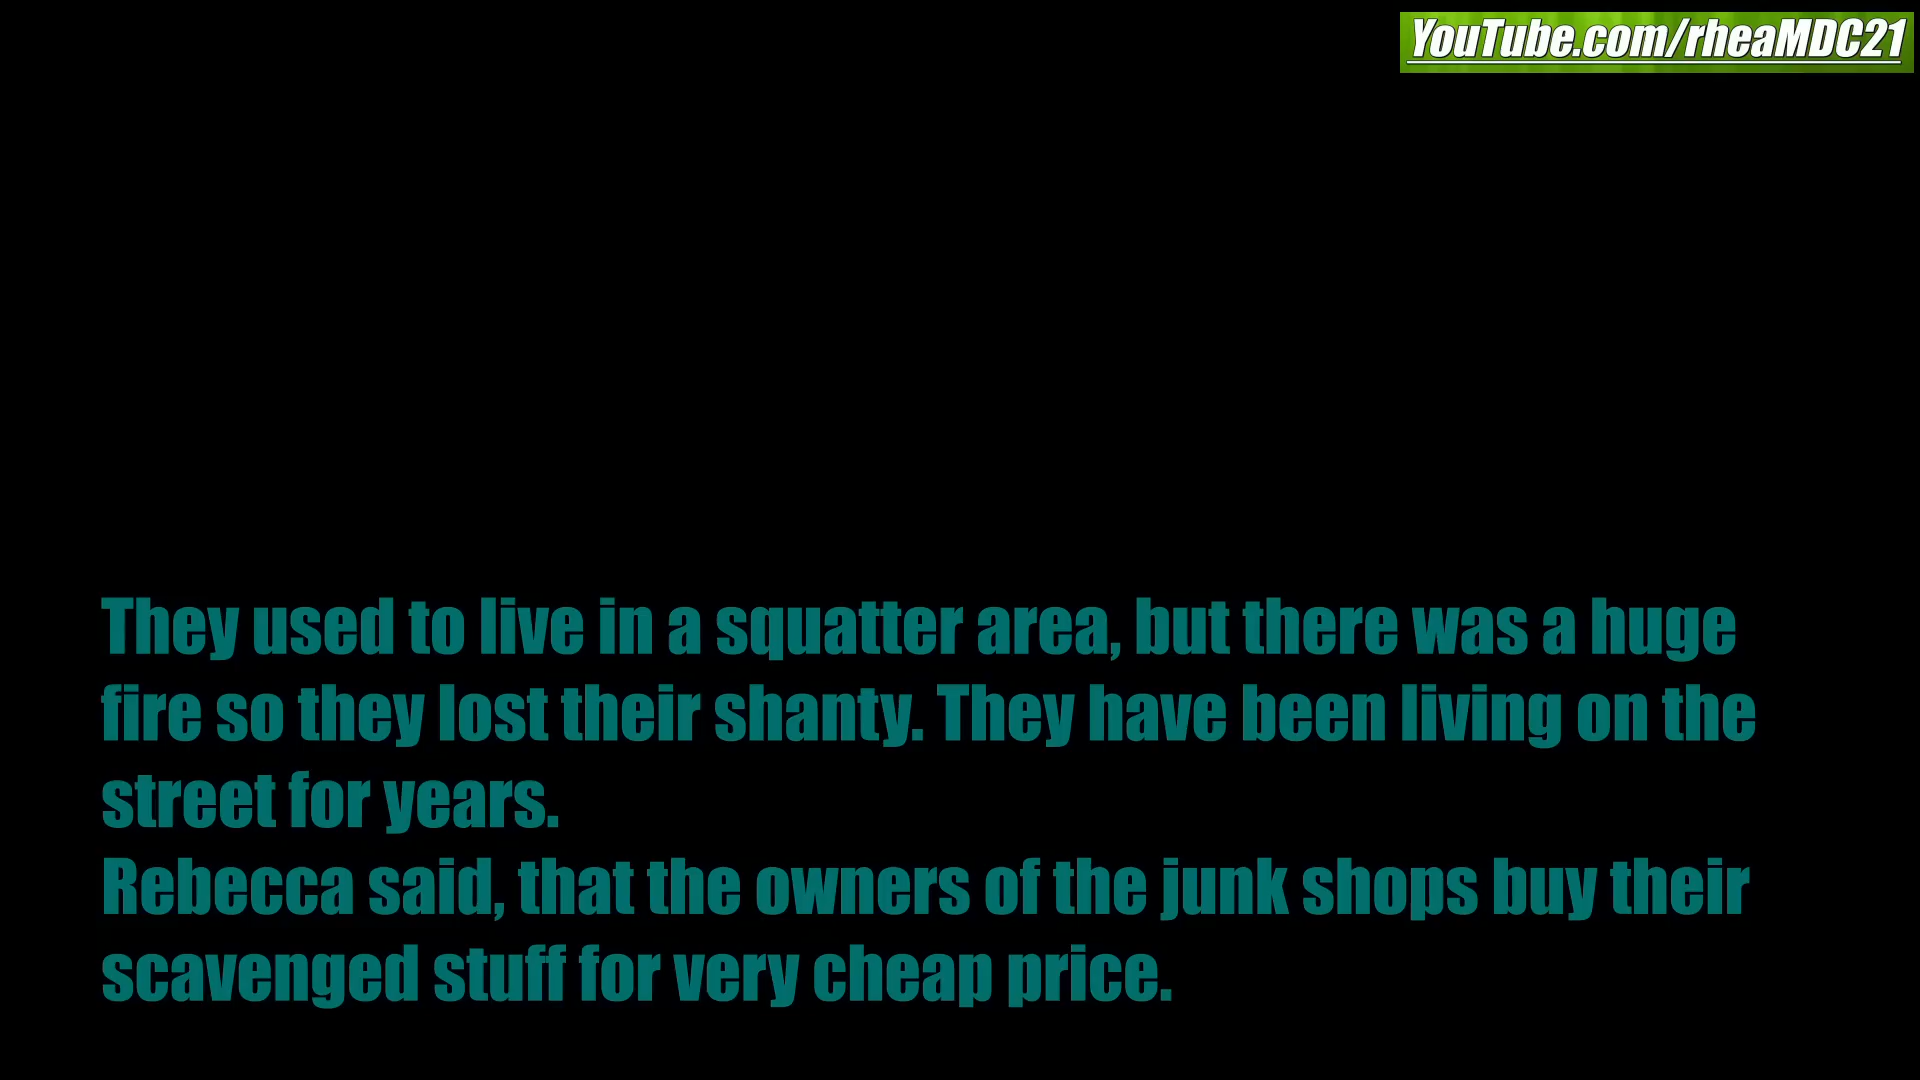 YouTube.com/rheaMDC21
They used to live in a squatter area, but there was a huge
fire so they lost their shanty. They have been living on the
street for years.
Rebecca said, that the owners of the junk shops buy their
scavenged stuff for very cheap price.